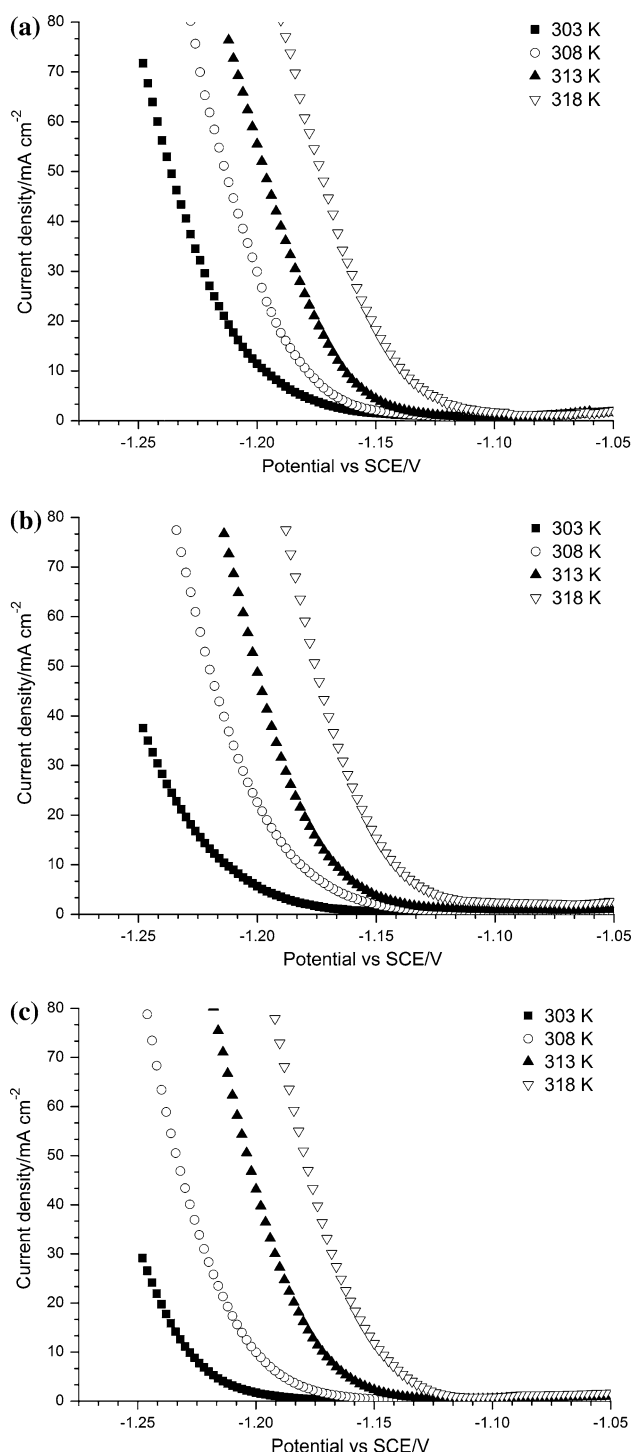 (a)
303 K
308 K
313 K
318 K
80
70
60
50
40
30
20
10
0
Current density/mA cm-2
-1.25 -1.20 -1.15 -1.10 -1.05
Potential vs SCE/V
(b)
303 K
308 K
313 K
318 K
80
70
60
50
40
30
20
10
0
Current density/mA cm-2
-1.25 -1.20 -1.15 -1.10 -1.05
Potential vs SCE/V
(c)
303 K
308 K
313 K
318 K
80
70
60
50
40
30
20
10
0
Current density/mA cm-2
-1.25 -1.20 -1.15 -1.10 -1.05
Potential vs SCE/V